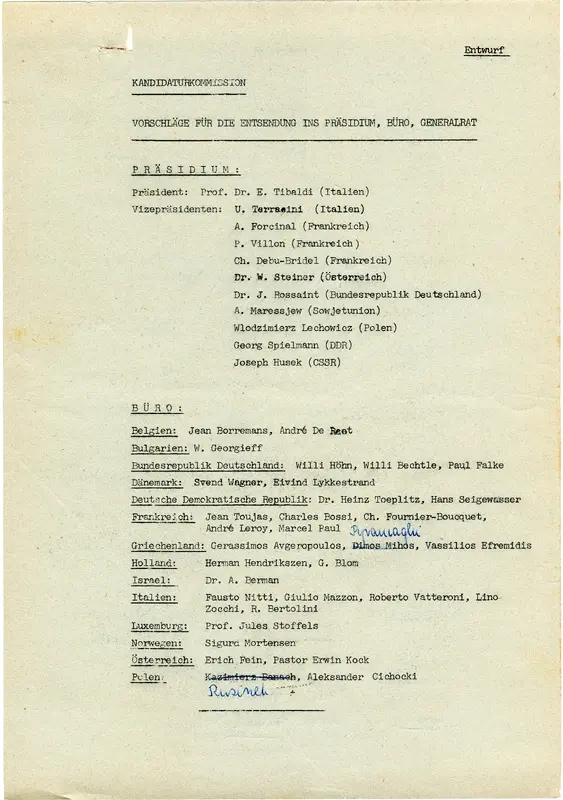 Entwurf
KANDIDATURKOMMISSION
VORSCHLÄGE FÜR DIE ENTSENDUNG INS PRÄSIDIUM, BÜRO, GENERALRAT
PRÄSIDIUM:
Präsident: Prof. Dr. E. Tibaldi (Italien)
Vizepräsidenten: U. Terracini (Italien)
A. Forcinal (Frankreich)
P. Villon (Frankreich)
Ch. Debu-Bridel (Frankreich)
Dr. W. Steiner (Österreich)
Dr. J. Rossaint (Bundesrepublik Deutschland)
A. Maressjew (Sowjetunion)
Wlodzimierz Lechowicz (Polen)
Georg Spielmann (DDR)
Joseph Husek (CSSR)
BÜRO:
Belgien: Jean Borremans, André De Raet
Bulgarien: W. Georgieff
Bundesrepublik Deutschland: Willi Höhn, Willi Bechtle, Paul Falke
Dänemark: Svend Wagner, Eivind Lykkestrand
Deutsche Demokratische Republik: Dr. Heinz Toeplitz, Hans Seigewasser
Frankreich: Jean Toujas, Charles Bossi, Ch. Fournier-Boucquet,
André Leroy, Marcel Paul
Griechenland: Gerassimos Avgeropoulos, Dimos Mihos, Vassilios Efremidis
Holland: Herman Hendrikszen, G. Blom
Israel: Dr. A. Berman
Italien: Fausto Nitti, Giulio Mazzon, Roberto Vatteroni, Lino
Zocchi, R. Bertolini
Luxemburg: Prof. Jules Stoffels
Norwegen: Sigurd Mortensen
Österreich: Erich Fein, Pastor Erwin Kock
Polen: Kazimierz Banach, Aleksander Cichocki
Rusinek